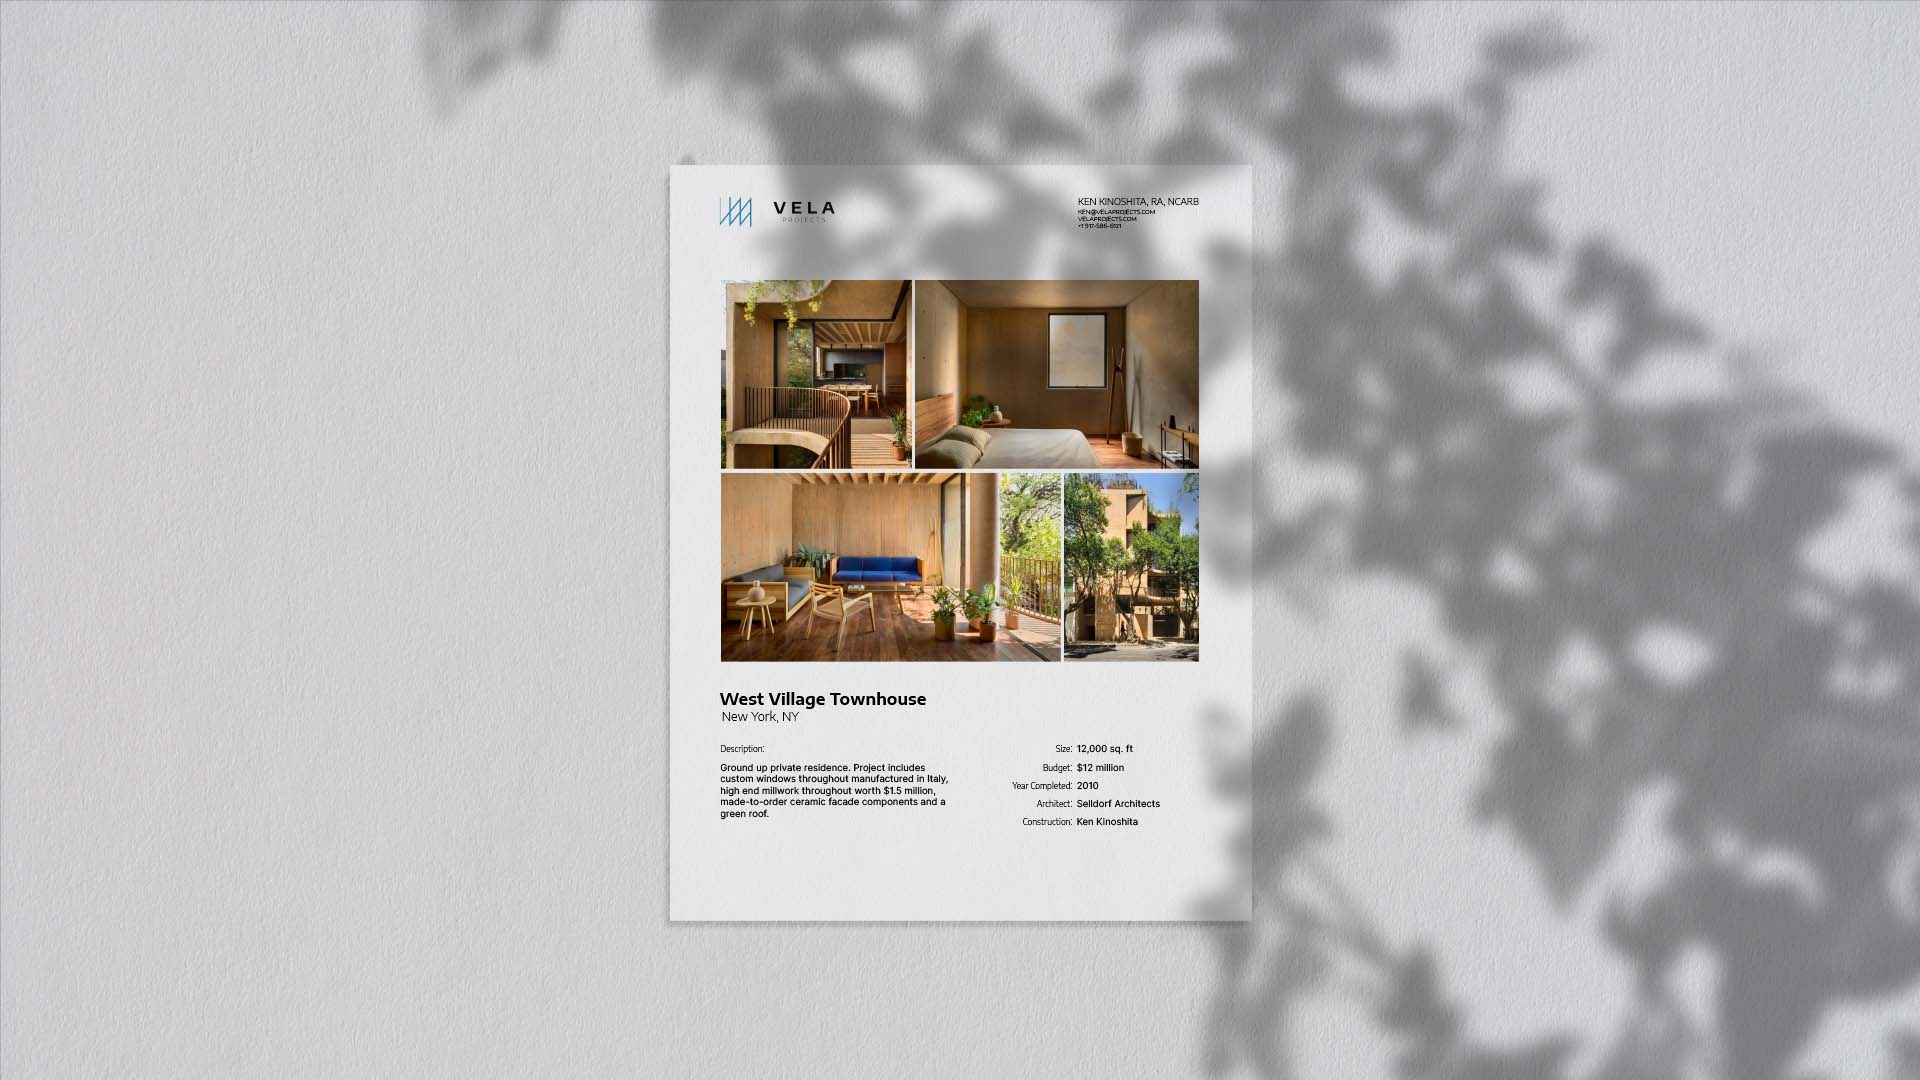 VELA
PROJECTS
KEN KINOSHITA, RA, NCARB
KEN@VELAPROJECTS.COM
VELAPROJECTS.COM
+1 917-586-6121
West Village Townhouse
New York, NY
Description:
Ground up private residence. Project includes
custom windows throughout manufactured in Italy,
high end millwork throughout worth $1.5 million,
made-to-order ceramic facade components and a
green roof.
Size: 12,000 sq. ft
Budget: $12 million
Year Completed: 2010
Architect: Selldorf Architects
Construction: Ken Kinoshita